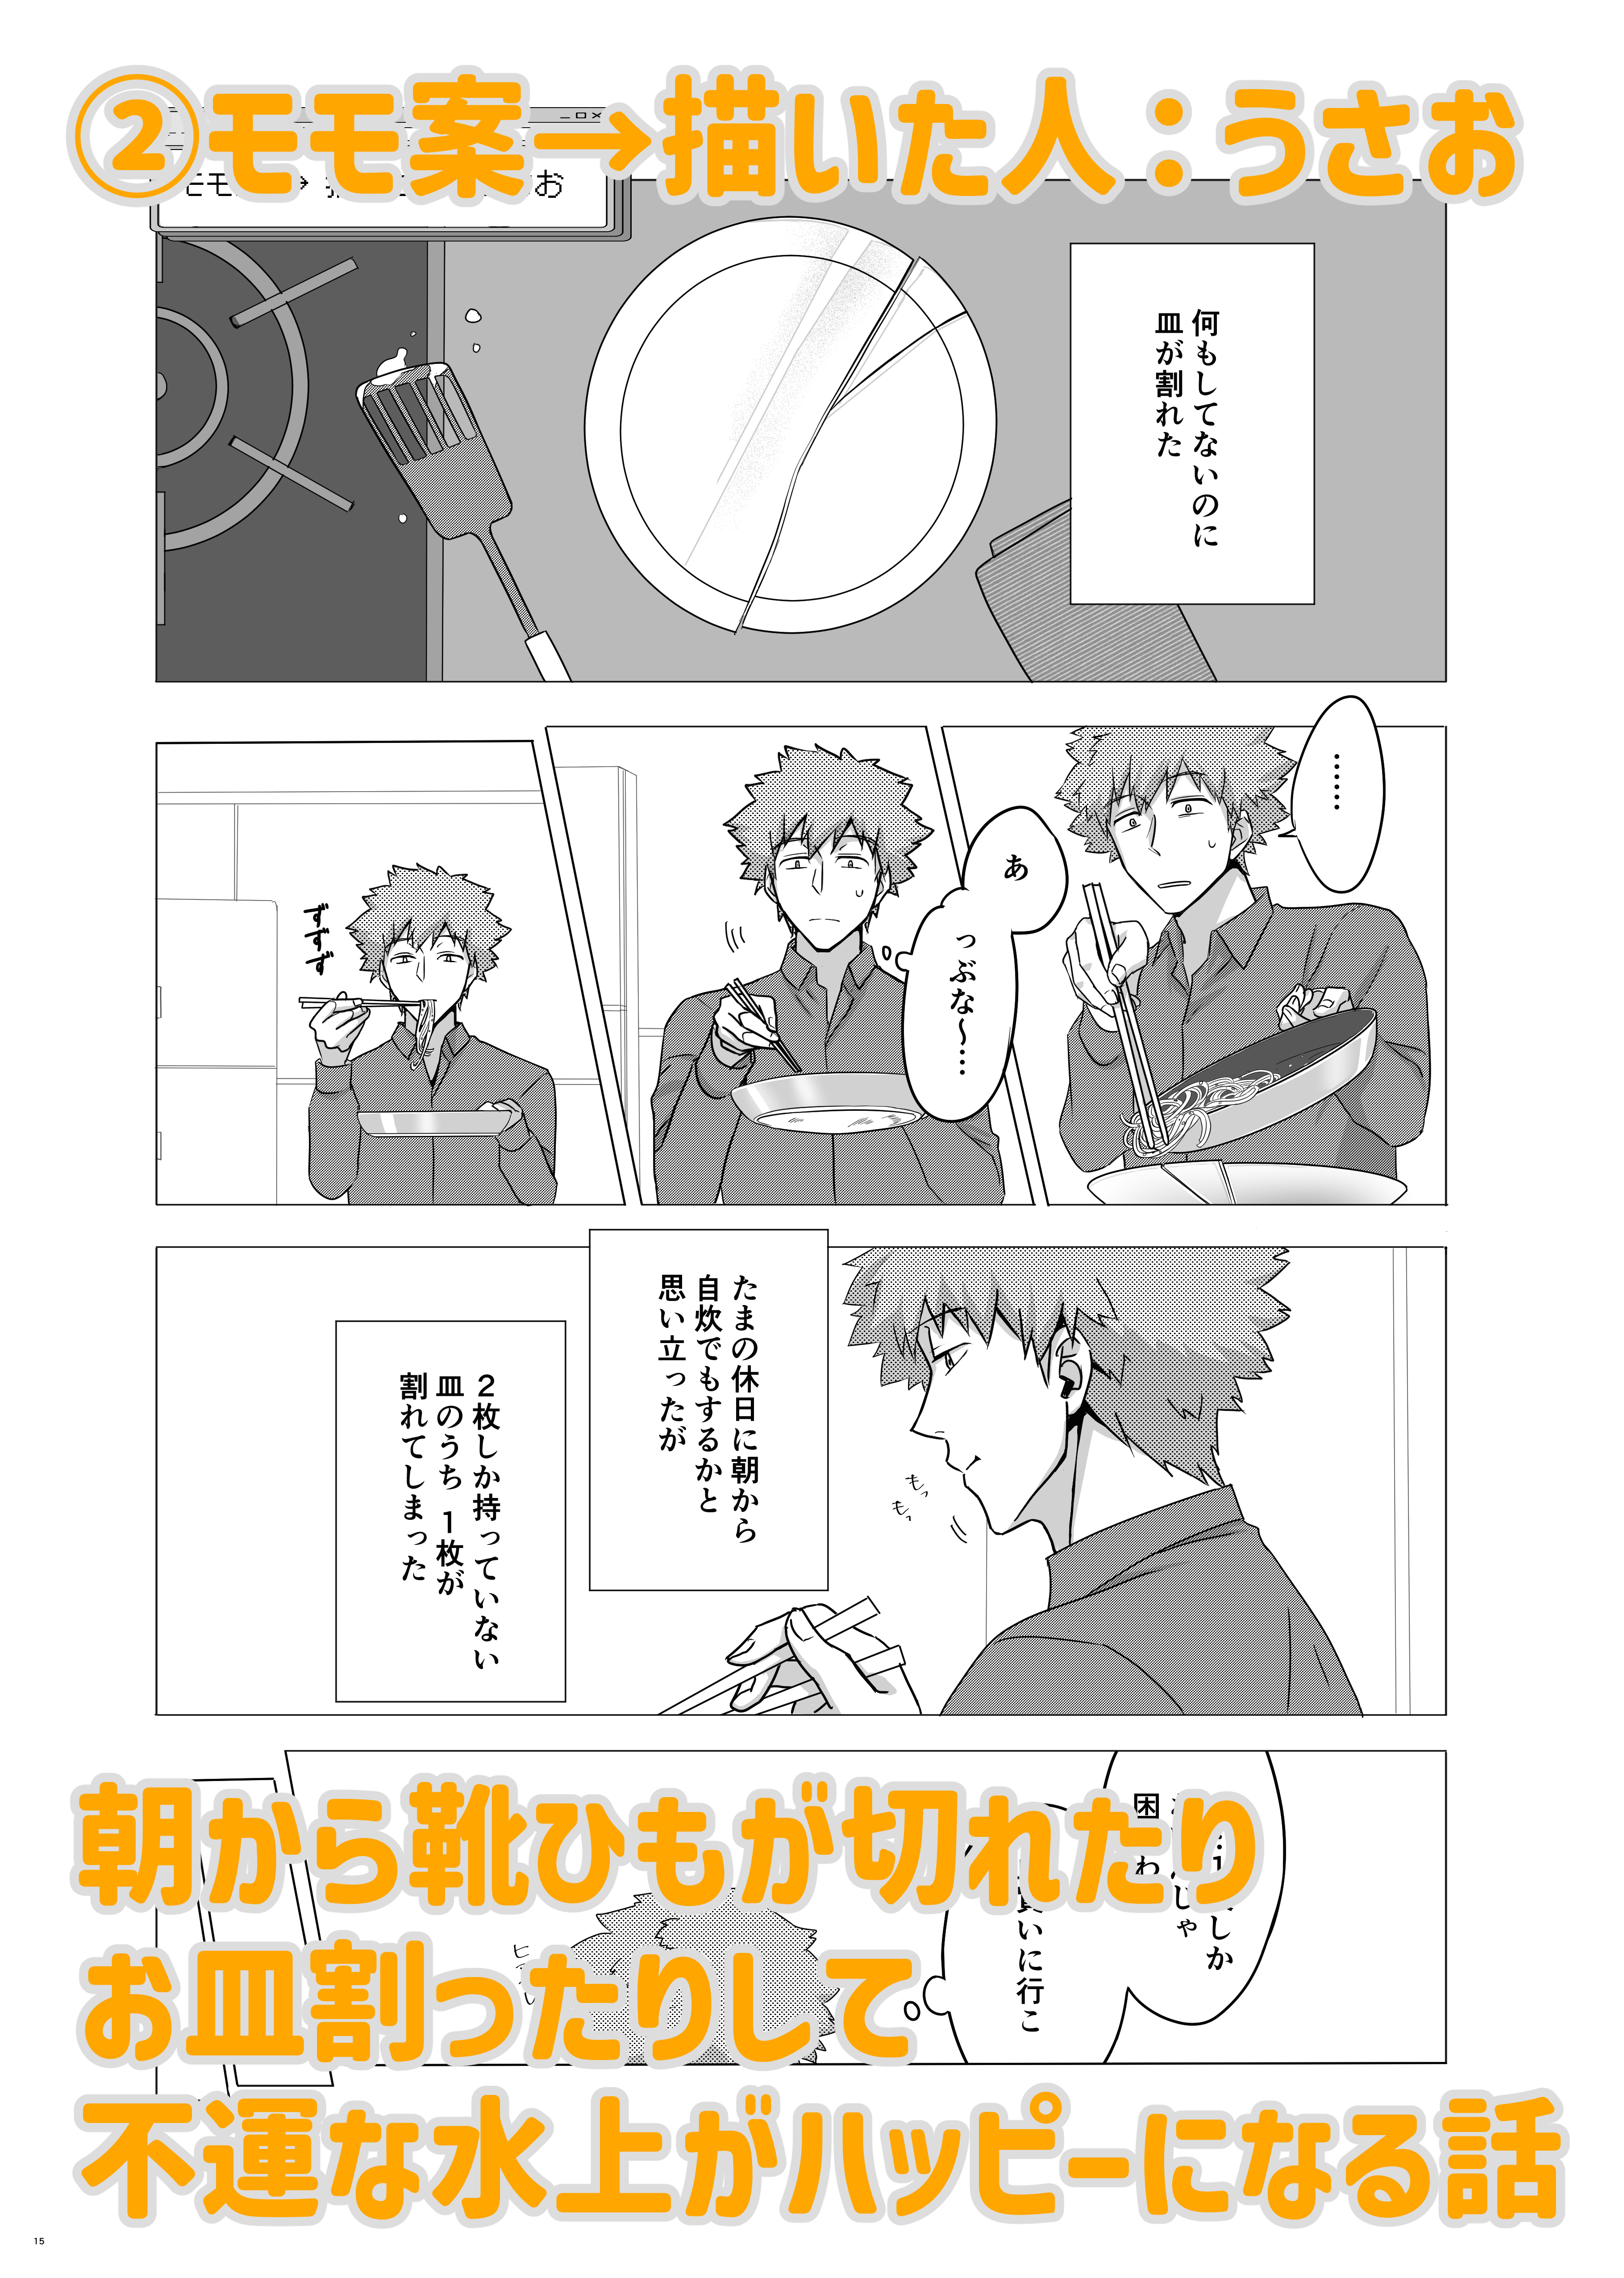 ②モモ案→描いた人：うさお
何もしてないのに
皿が割れた
……
あ
っぶな〜…
ずずず
たまの休日に朝から
自炊でもするかと
思い立ったが
もっ
もっ
2枚しか持っていない
皿のうち 1枚が
割れてしまった
しか
じゃ
困
わ
いに行こ
朝から靴ひもが切れたり
お皿割ったりして
不運な水上がハッピーになる話
15